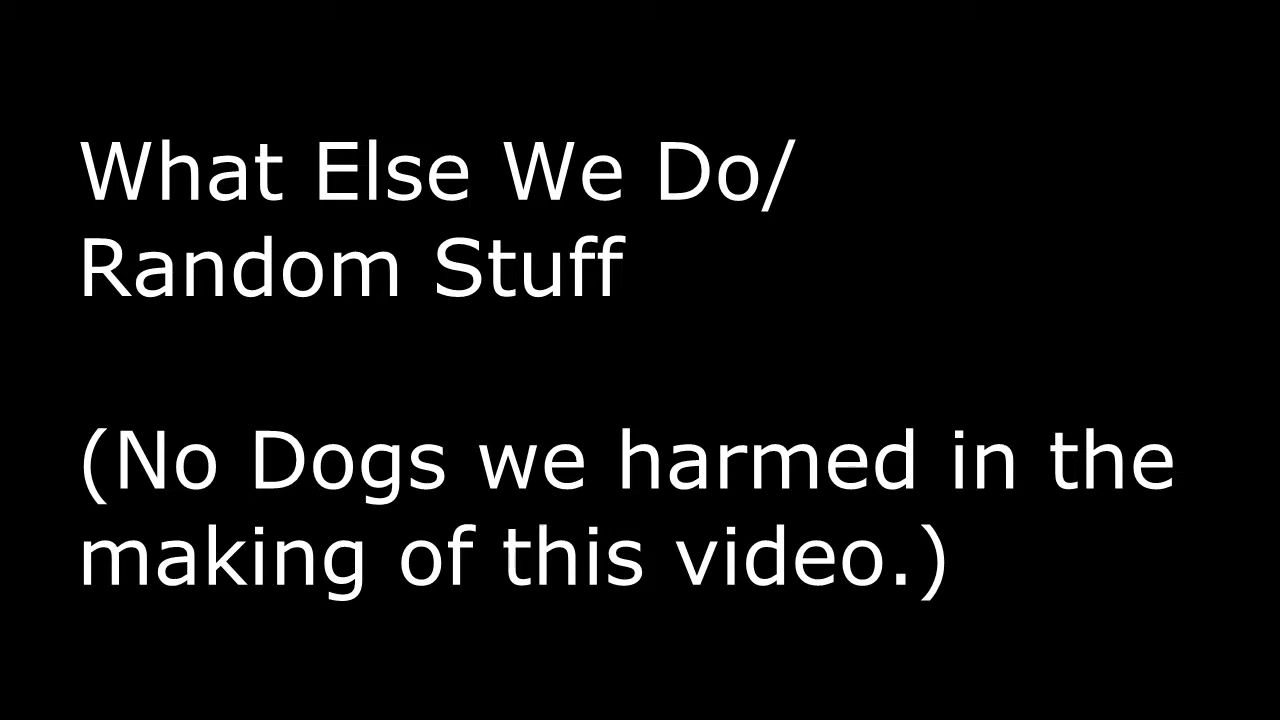 What Else We Do/
Random Stuff
(No Dogs we harmed in the
making of this video.)